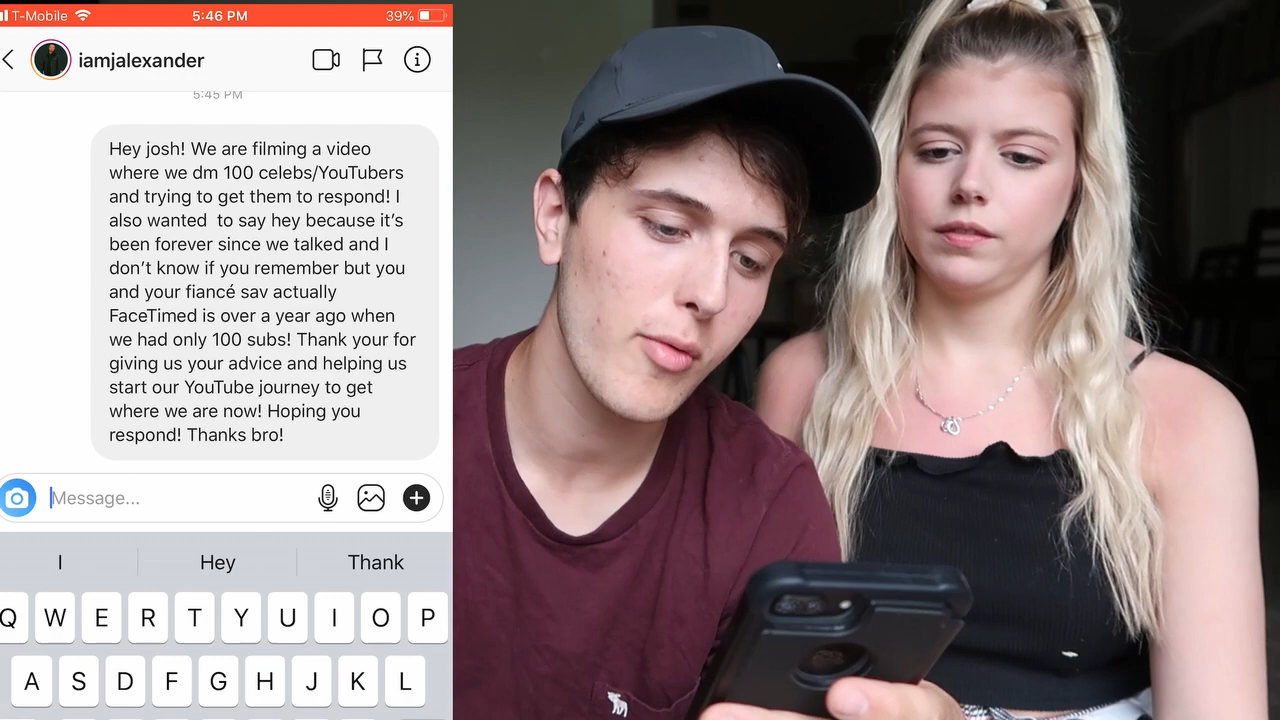 T-Mobile 5:46 PM 39%
iamjalexander
5:45 PM
Hey josh! We are filming a video
where we dm 100 celebs/YouTubers
and trying to get them to respond! I
also wanted  to say hey because it's
been forever since we talked and I
don't know if you remember but you
and your fiancé sav actually
FaceTimed is over a year ago when
we had only 100 subs! Thank your for
giving us your advice and helping us
start our YouTube journey to get
where we are now! Hoping you
respond! Thanks bro!
Message...
I Hey Thank
Q W E R T Y U I O P
A S D F G H J K L